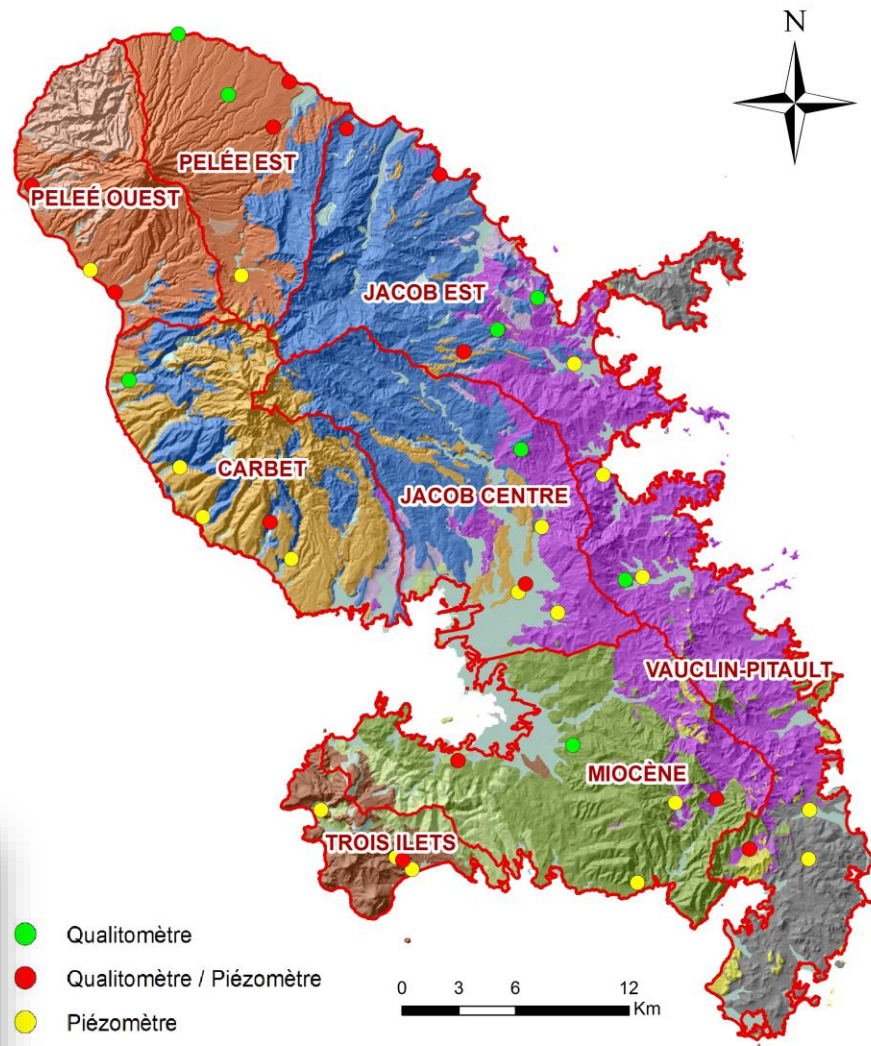 N
PELÉE EST
PELEÉ OUEST
JACOB EST
CARBET
JACOB CENTRE
VAUCLIN-PITAULT
MIOCÈNE
TROIS ILETS
Qualitomètre
Qualitomètre / Piézomètre
Piézomètre
0 3 6 12
Km